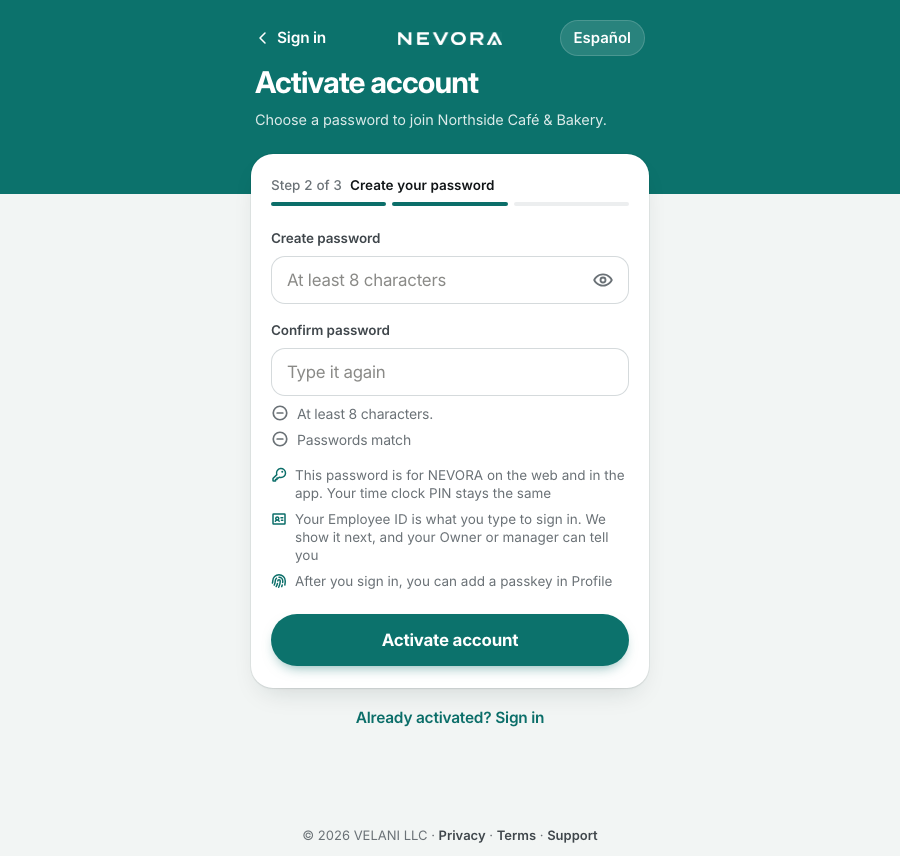 Sign in
NEVORA
Español
Activate account
Choose a password to join Northside Café & Bakery.
Step 2 of 3 Create your password
Create password
At least 8 characters
Confirm password
Type it again
At least 8 characters.
Passwords match
This password is for NEVORA on the web and in the
app. Your time clock PIN stays the same
Your Employee ID is what you type to sign in. We
show it next, and your Owner or manager can tell
you
After you sign in, you can add a passkey in Profile
Activate account
Already activated? Sign in
© 2026 VELANI LLC · Privacy · Terms · Support